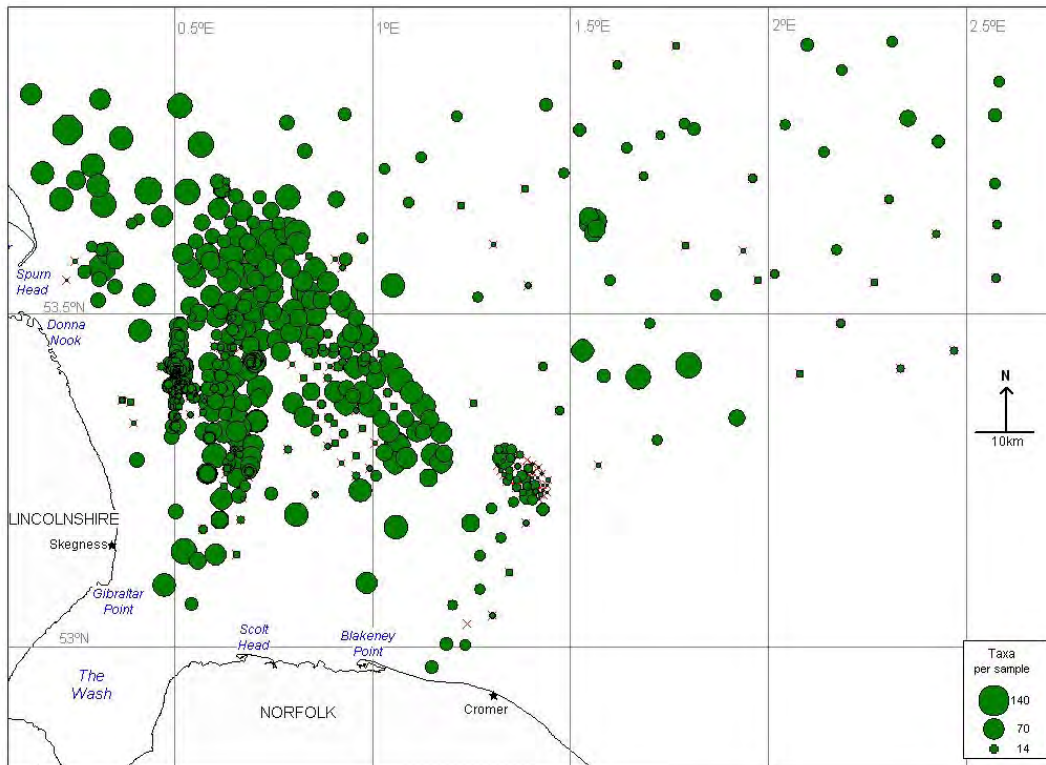 0.5ºE
1ºE
1.5ºE
2ºE
2.5ºE
Spurn
Head
53.5ºN
Donna
Nook
N
10km
LINCOLNSHIRE
Skegness
Gibraltar
Point
Scolt
Head
Blakeney
Point
53ºN
The
Wash
NORFOLK
Cromer
Taxa
per sample
140
70
14